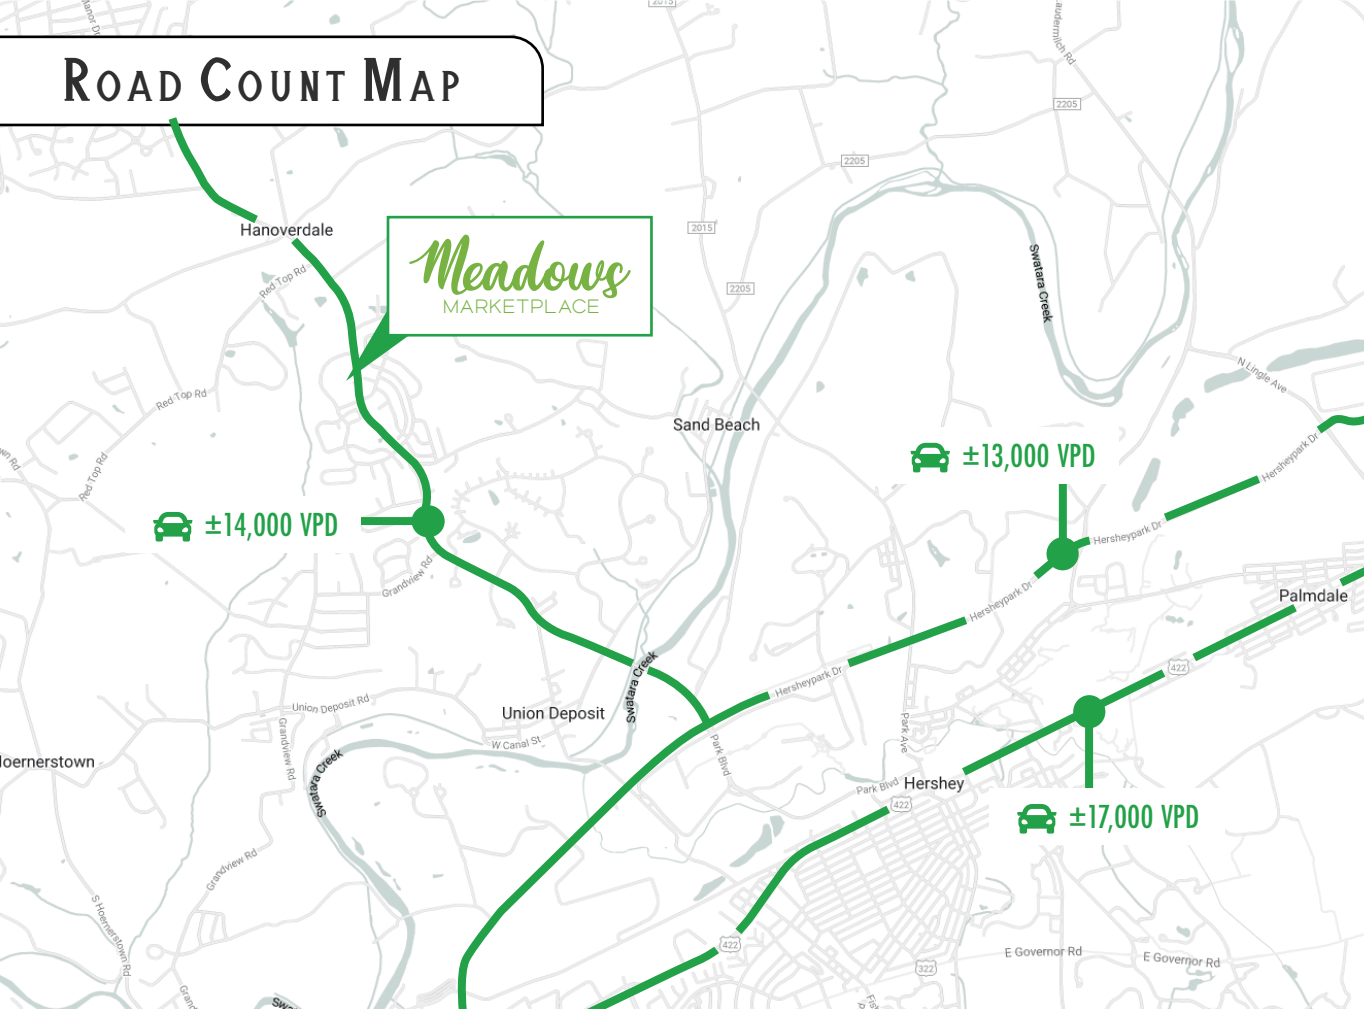 2015
ROAD COUNT MAP
2205
2205
Hanoverdale
2015
Red Top Rd
Meadows
MARKETPLACE
2205
Swatara Creek
N Lingle Ave
Red Top Rd
Sand Beach
Red Top Rd
±13,000 VPD
Hersheypark Dr
±14,000 VPD
Hersheypark Dr
Grandview Rd
Hersheypark Dr
Palmdale
422
Swatara Creek
Hersheypark Dr
Union Deposit Rd
Union Deposit
Grandview Rd
W Canal St
Park Blvd
Park Ave
Swatara Creek
Park Blvd
Hershey
422
±17,000 VPD
Grandview Rd
S Hoernerstown Rd
422
E Governor Rd
E Governor Rd
322